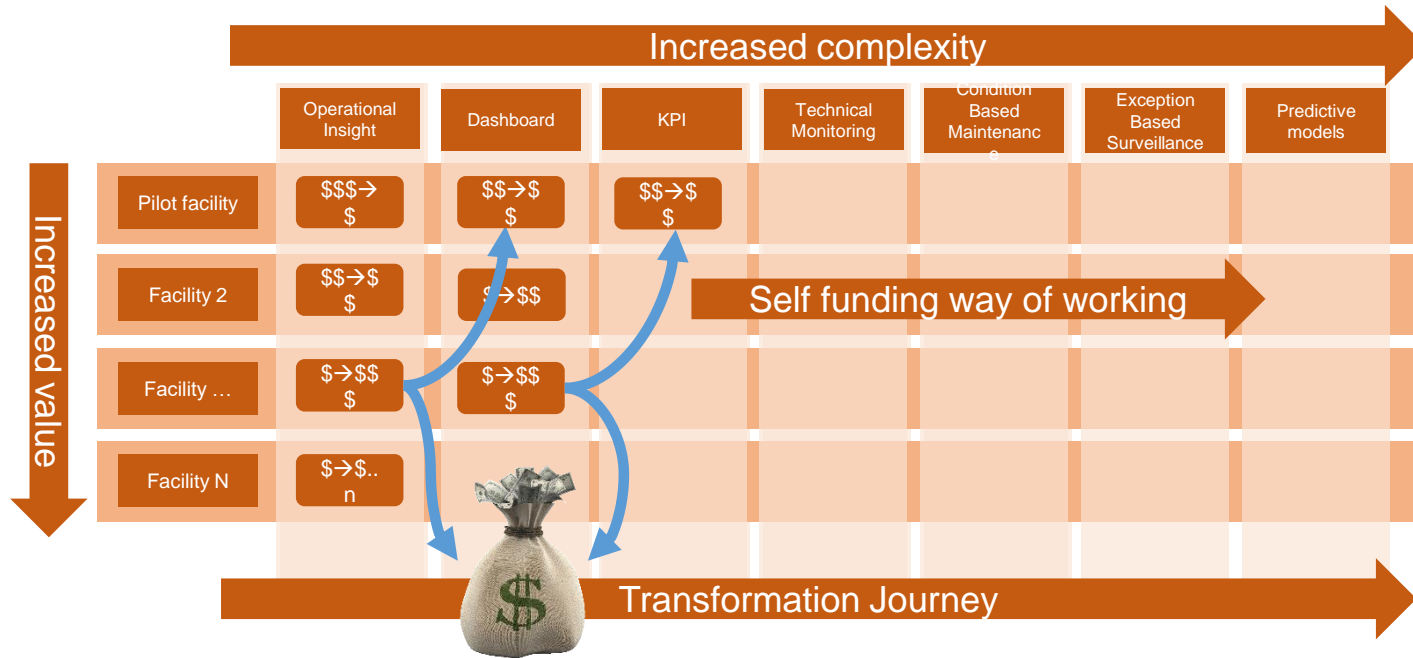 Increased complexity
Operational
Insight
Dashboard
KPI
Technical
Monitoring
Condition
Based
Maintenanc
e
Exception
Based
Surveillance
Predictive
models
Increased value
Pilot facility
$$$→
$
$$→$
$
$$→$
$
Facility 2
$$→$
$
$→$$
Self funding way of working
Facility …
$→$$
$
$→$$
$
Facility N
$→$..
n
$
Transformation Journey